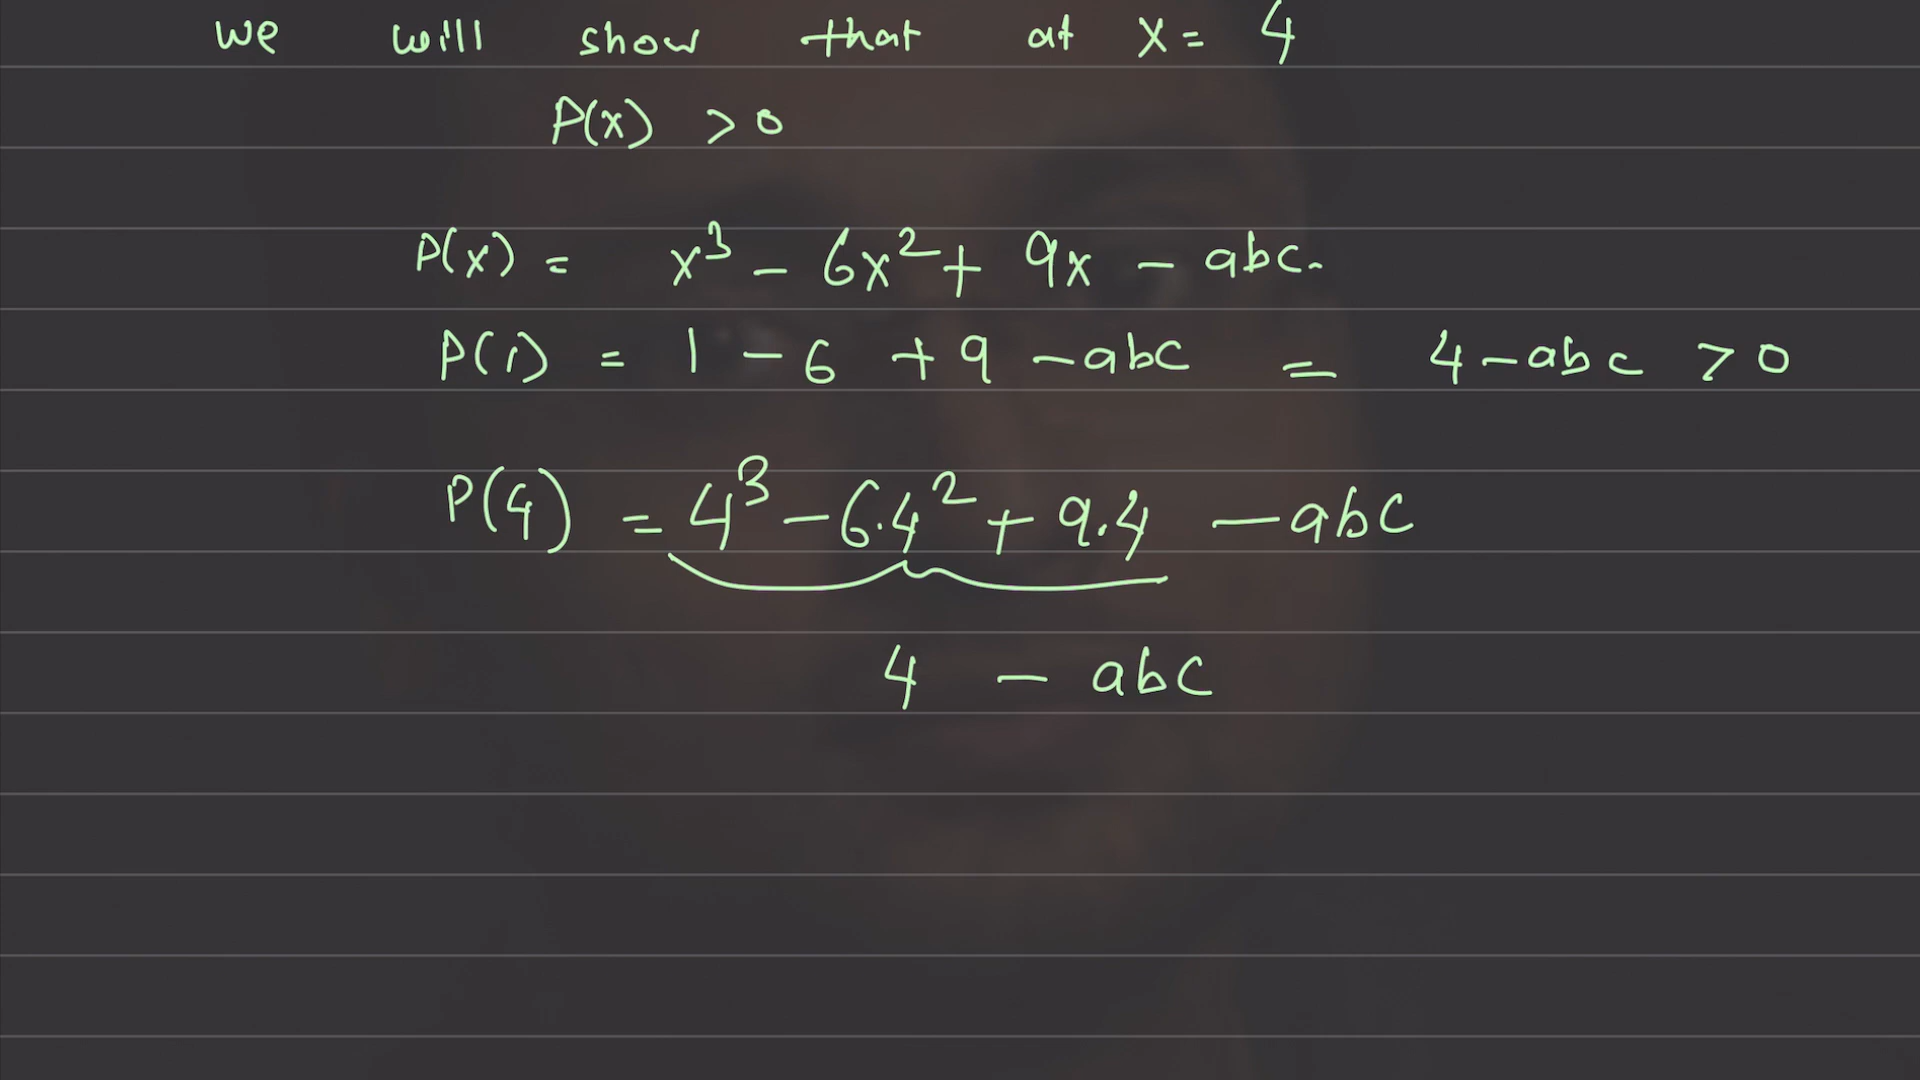 we will show that at x = 4
P(x) > 0
P(x) = x³ - 6x² + 9x - abc.
P(1) = 1 - 6 + 9 - abc = 4 - abc > 0
P(4) = 4³ - 6.4² + 9.4 - abc
4 - abc